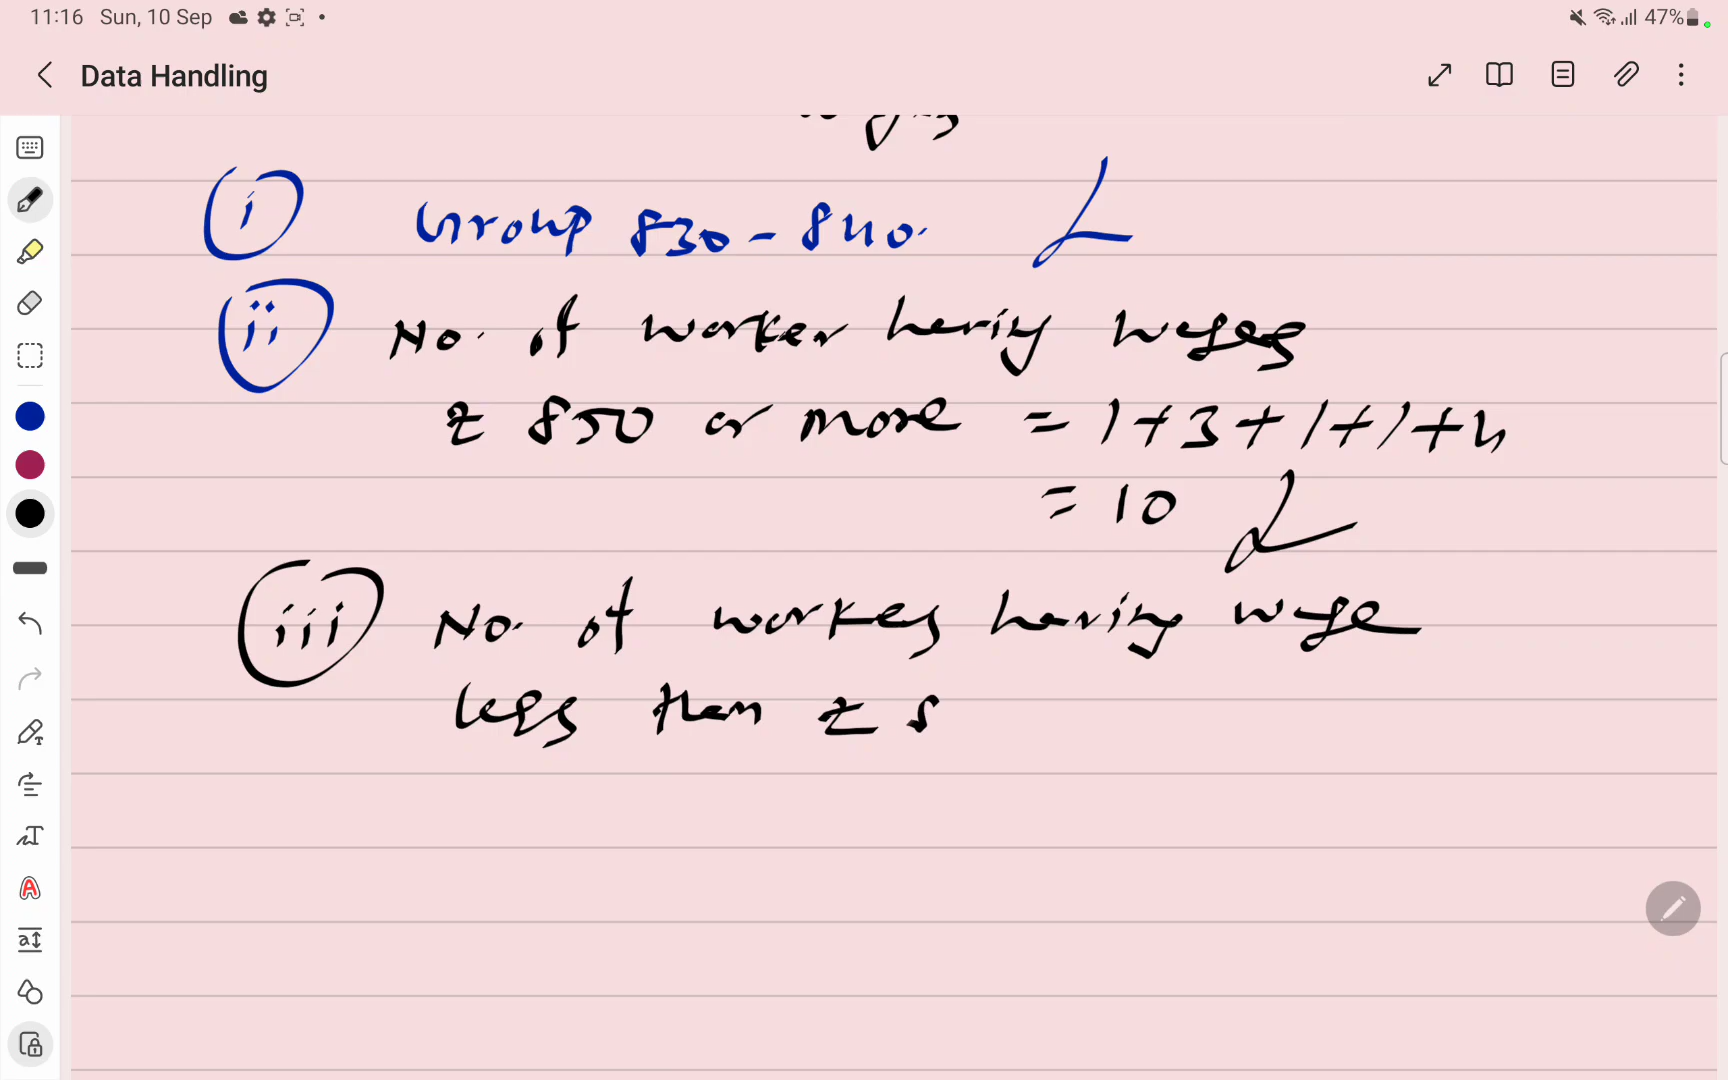 11:16 Sun, 10 Sep
47%
Data Handling
(i) Group 830-840.
(ii) No. of worker having wages
₹ 850 or more = 1+3+1+1+4
= 10
(iii) No. of workers having wage
less than ₹ 8